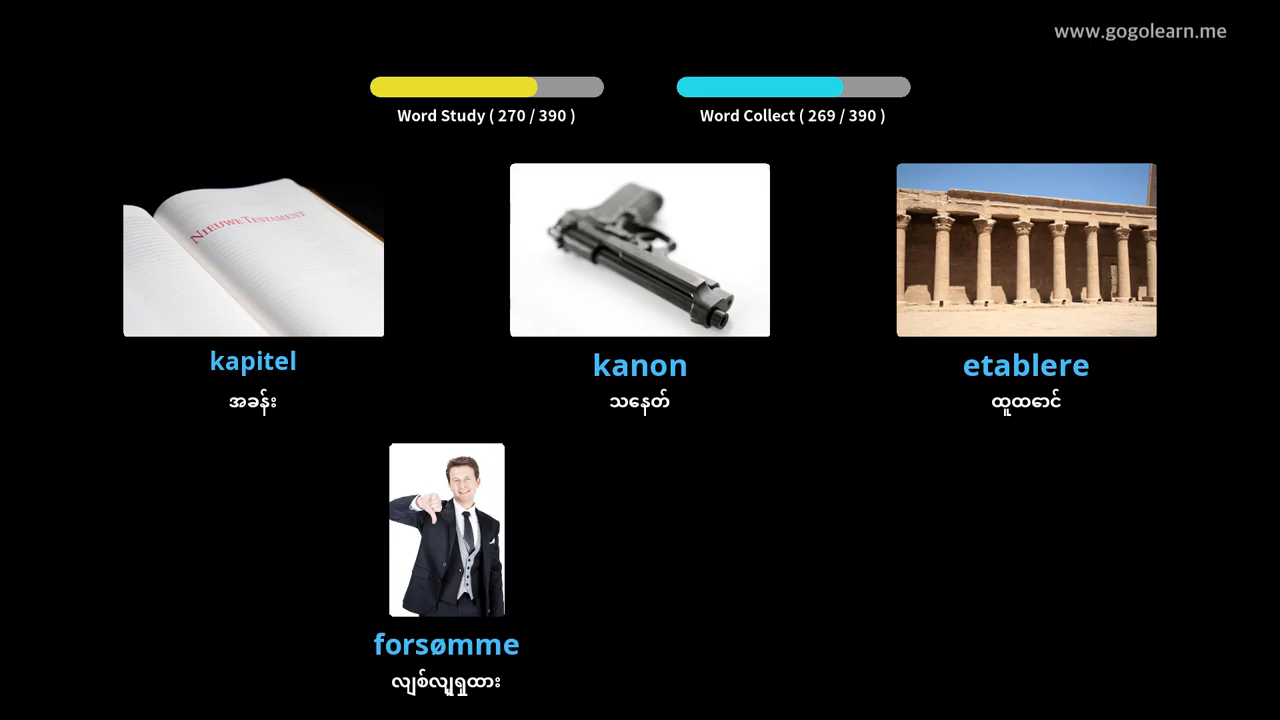 www.gogolearn.me
Word Study ( 270 / 390 )
Word Collect ( 269 / 390 )
NIEUWE TESTAMENT
kapitel
kanon
etablere
အခန်း
သနေတ်
ထူထောင်
forsømme
လျစ်လျူရှုထား